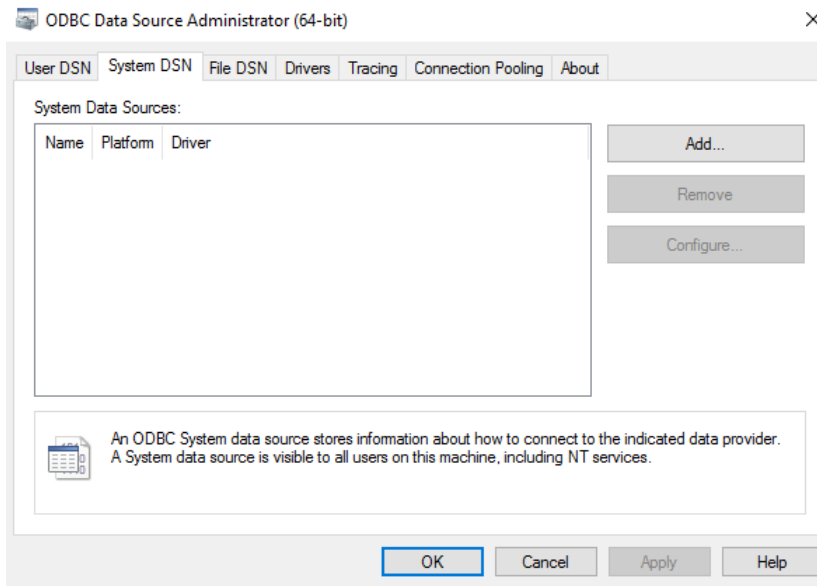 ODBC Data Source Administrator (64-bit)
User DSN System DSN File DSN Drivers Tracing Connection Pooling About
System Data Sources:
Name Platform Driver
Add...
Remove
Configure...
An ODBC System data source stores information about how to connect to the indicated data provider.
A System data source is visible to all users on this machine, including NT services.
OK Cancel Apply Help